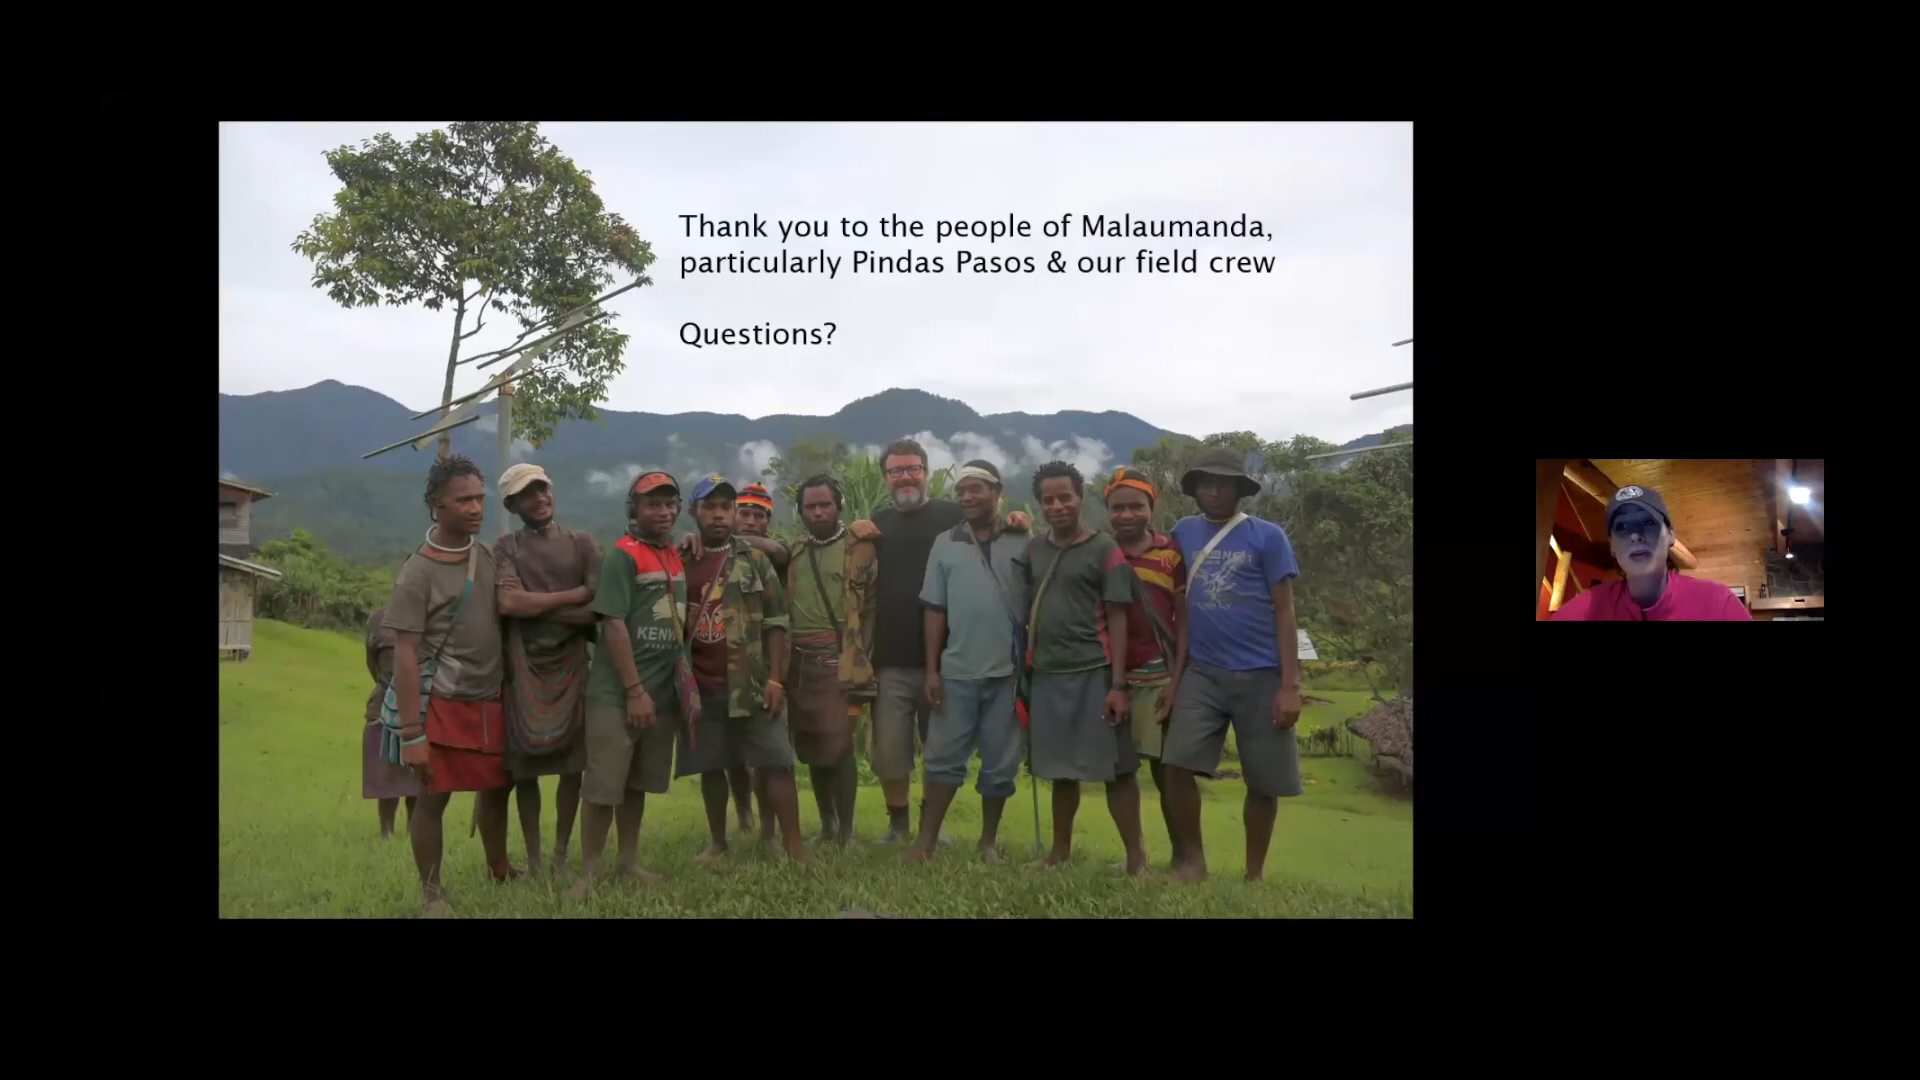 Thank you to the people of Malaumanda,
particularly Pindas Pasos & our field crew
Questions?